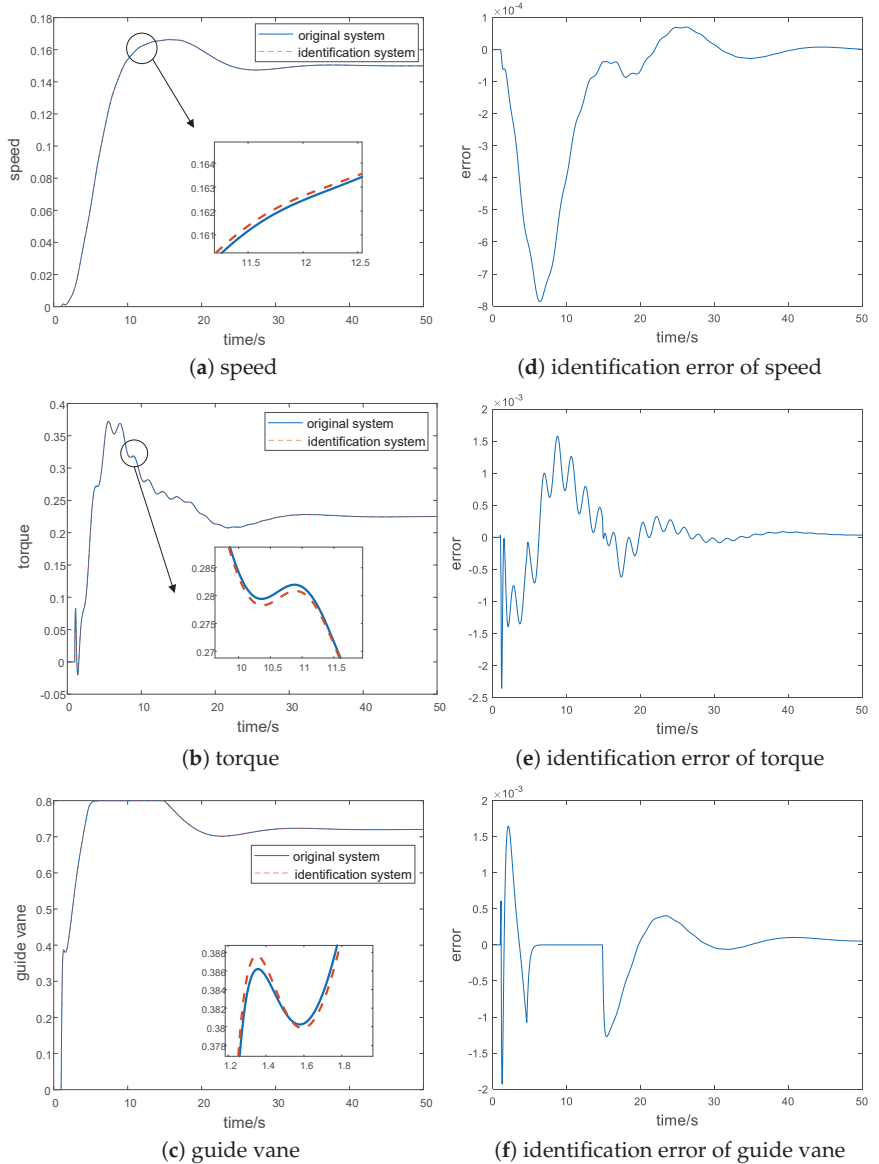 0.18
0.16
0.14
0.12
0.1
0.08
0.06
0.04
0.02
0
speed
original system
identification system
0.164
0.163
0.162
0.161
11.5 12 12.5
0 10 20 30 40 50
time/s
(a) speed
×10⁻⁴
1
0
-1
-2
-3
-4
-5
-6
-7
-8
error
0 10 20 30 40 50
time/s
(d) identification error of speed
0.4
0.35
0.3
0.25
0.2
0.15
0.1
0.05
0
-0.05
torque
original system
identification system
0.285
0.28
0.275
0.27
10 10.5 11 11.5
0 10 20 30 40 50
time/s
(b) torque
×10⁻³
2
1.5
1
0.5
0
-0.5
-1
-1.5
-2
-2.5
error
0 10 20 30 40 50
time/s
(e) identification error of torque
0.8
0.7
0.6
0.5
0.4
0.3
0.2
0.1
0
guide vane
original system
identification system
0.388
0.386
0.384
0.382
0.38
0.378
1.2 1.4 1.6 1.8
0 10 20 30 40 50
time/s
(c) guide vane
×10⁻³
2
1.5
1
0.5
0
-0.5
-1
-1.5
-2
error
0 10 20 30 40 50
time/s
(f) identification error of guide vane